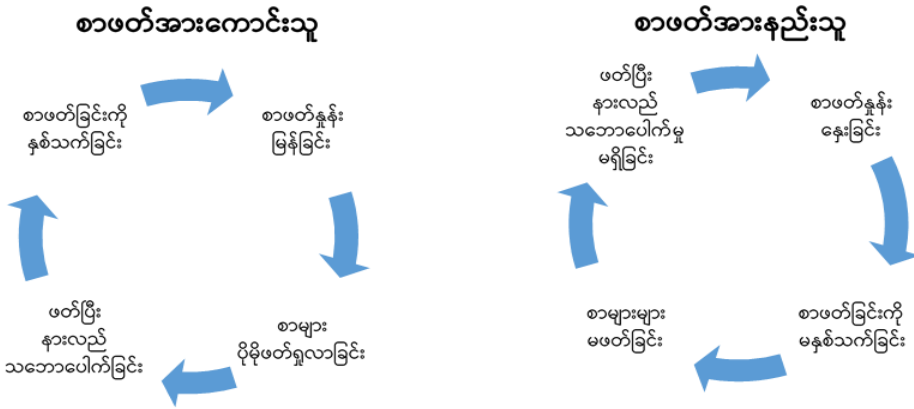 စာဖတ်အားကောင်းသူ
စာဖတ်ခြင်းကို
နှစ်သက်ခြင်း
စာဖတ်နှုန်း
မြန်ခြင်း
စာများ
ပိုမိုဖတ်ရှုလာခြင်း
ဖတ်ပြီး
နားလည်
သဘောပေါက်ခြင်း
စာဖတ်အားနည်းသူ
ဖတ်ပြီး
နားလည်
သဘောပေါက်မှု
မရှိခြင်း
စာဖတ်နှုန်း
နှေးခြင်း
စာဖတ်ခြင်းကို
မနှစ်သက်ခြင်း
စာများများ
မဖတ်ခြင်း